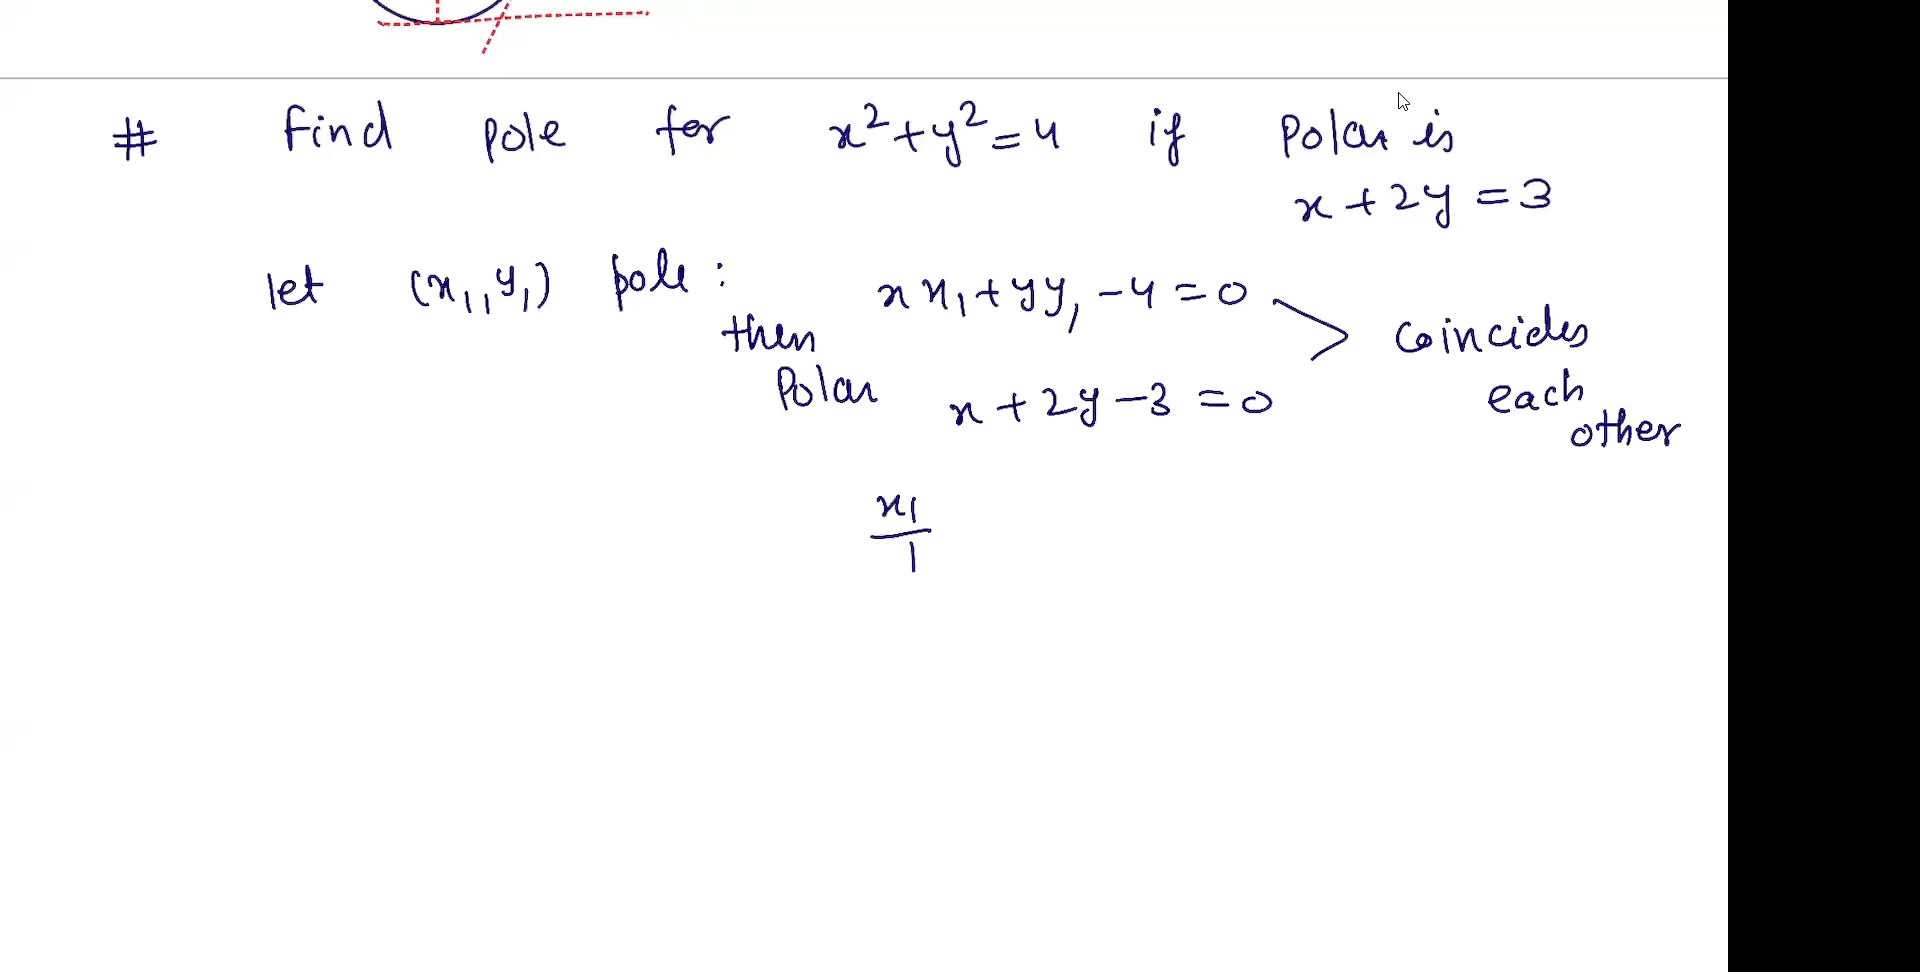 # Find pole for x²+y²=4 if Polar is
x+2y=3
let (x₁,y₁) pole: xx₁+yy₁-4=0
then coincides
Polar x+2y-3=0 each
other
x₁
1